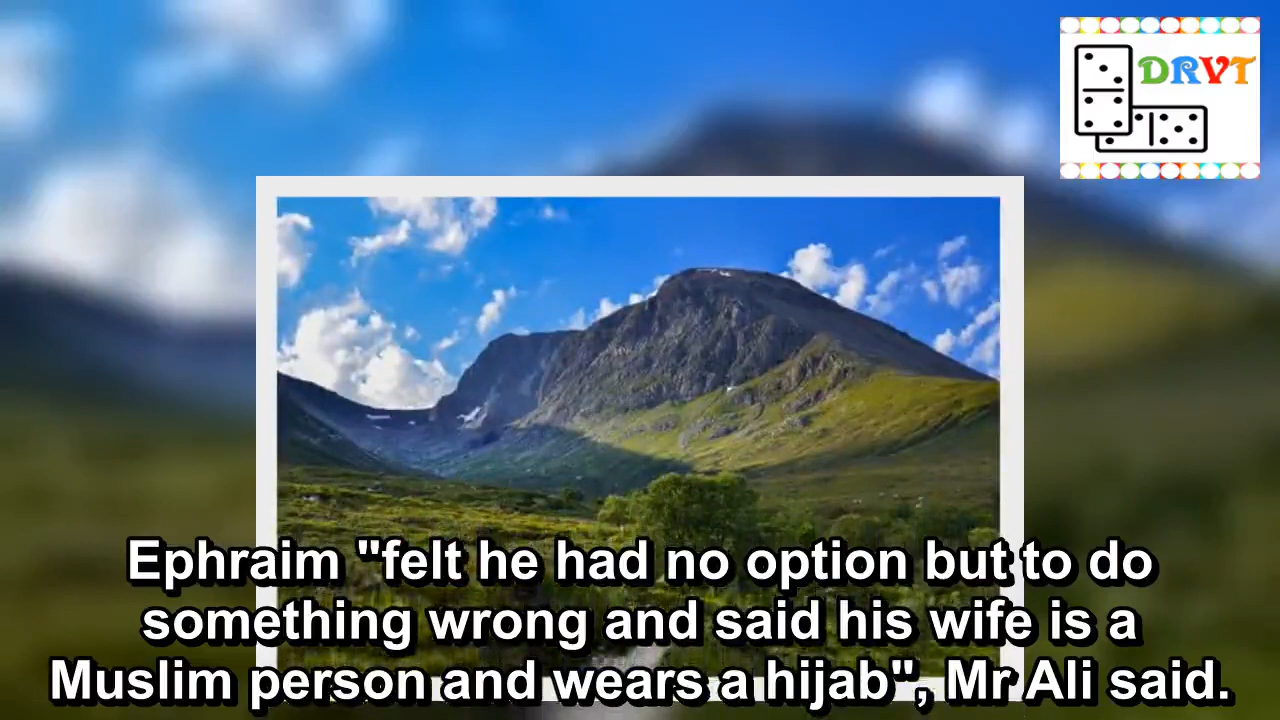 DRVT
Ephraim "felt he had no option but to do
something wrong and said his wife is a
Muslim person and wears a hijab", Mr Ali said.